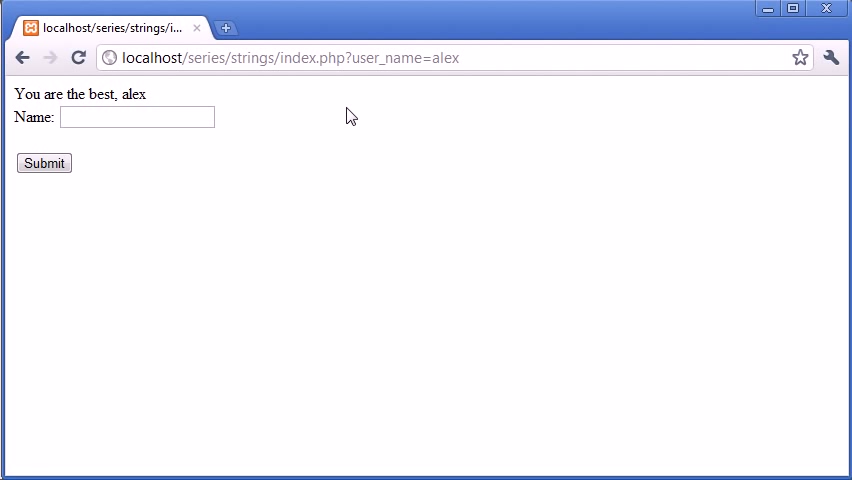 localhost/series/strings/i...
localhost/series/strings/index.php?user_name=alex
You are the best, alex
Name:
Submit